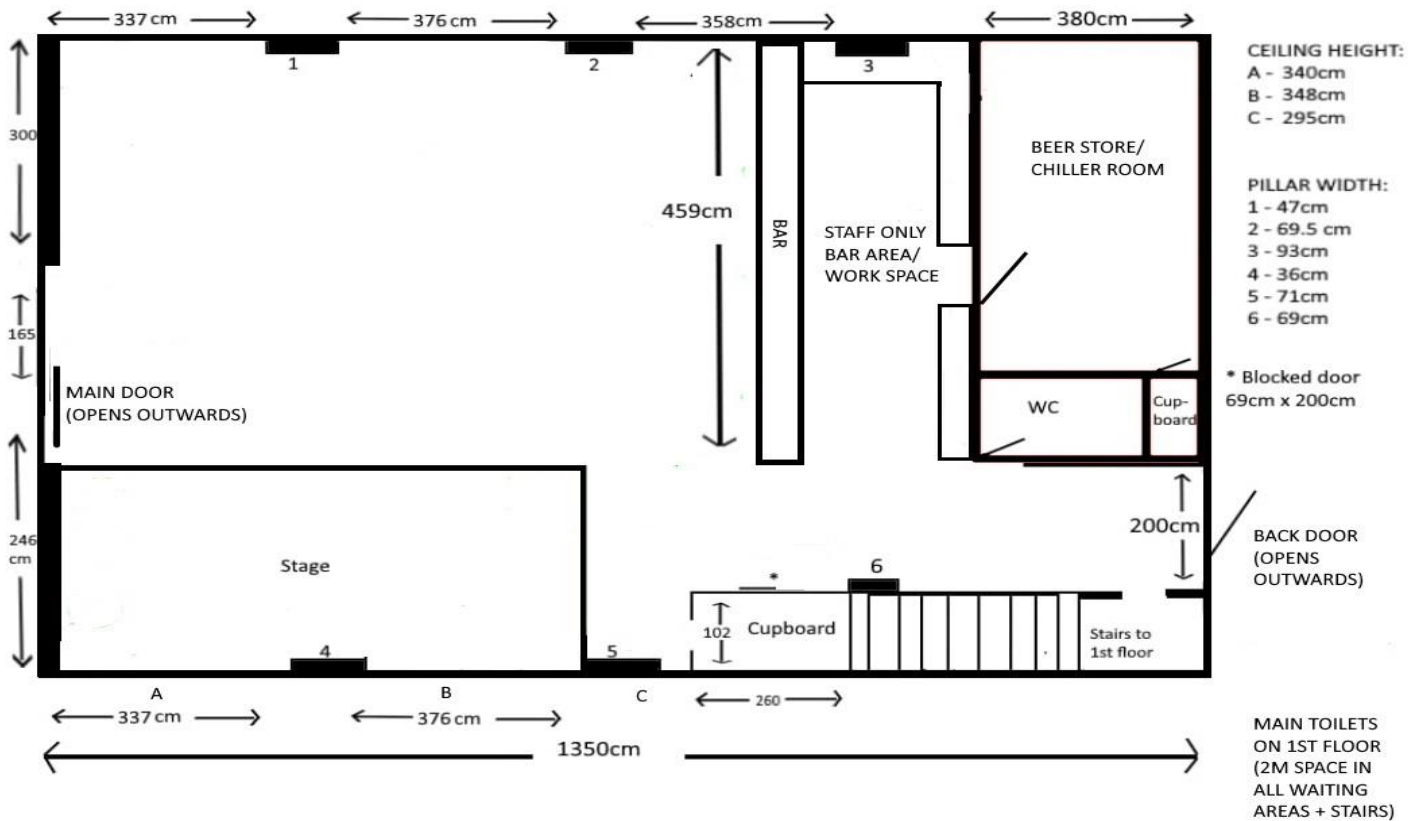 337 cm
376 cm
358cm
380cm
1
2
3
CEILING HEIGHT:
A - 340cm
B - 348cm
C - 295cm
300
459cm
BAR
STAFF ONLY
BAR AREA/
WORK SPACE
BEER STORE/
CHILLER ROOM
PILLAR WIDTH:
1 - 47cm
2 - 69.5 cm
3 - 93cm
4 - 36cm
5 - 71cm
6 - 69cm
165
MAIN DOOR
(OPENS OUTWARDS)
WC
Cup-
board
* Blocked door
69cm x 200cm
246
cm
Stage
200cm
BACK DOOR
(OPENS
OUTWARDS)
4
5
6
*
102
Cupboard
Stairs to
1st floor
A
B
C
337 cm
376 cm
260
1350cm
MAIN TOILETS
ON 1ST FLOOR
(2M SPACE IN
ALL WAITING
AREAS + STAIRS)